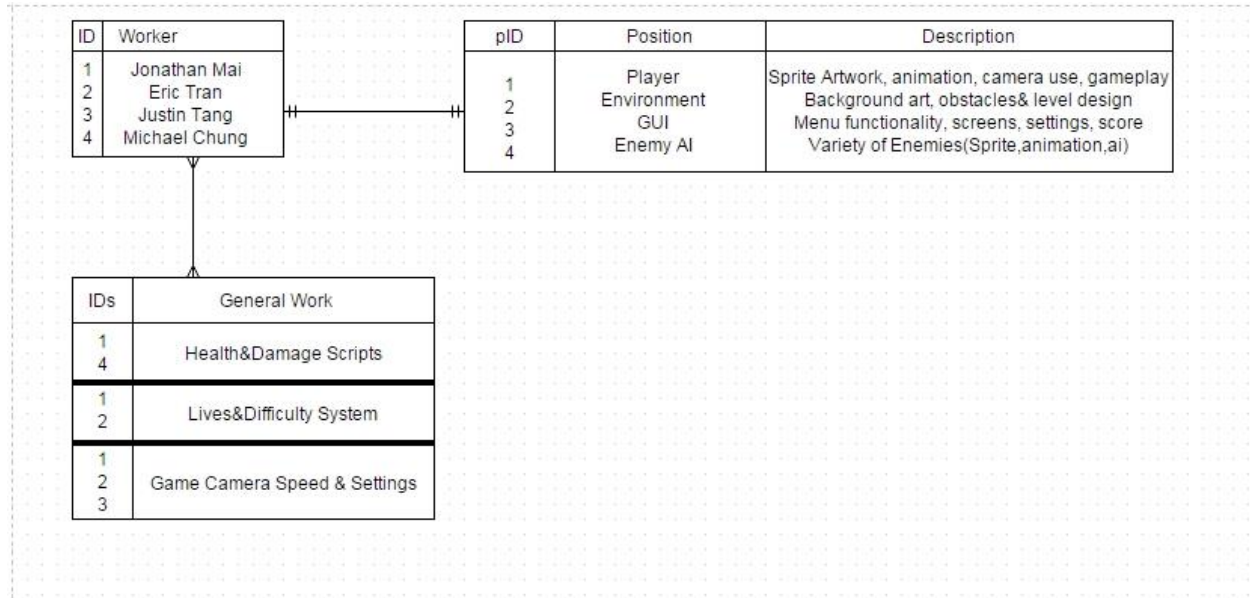 ID Worker
1 Jonathan Mai
2 Eric Tran
3 Justin Tang
4 Michael Chung
pID Position Description
1 Player Sprite Artwork, animation, camera use, gameplay
2 Environment Background art, obstacles& level design
3 GUI Menu functionality, screens, settings, score
4 Enemy AI Variety of Enemies(Sprite,animation,ai)
IDs General Work
1
4
Health&Damage Scripts
1
2
Lives&Difficulty System
1
2
3
Game Camera Speed & Settings